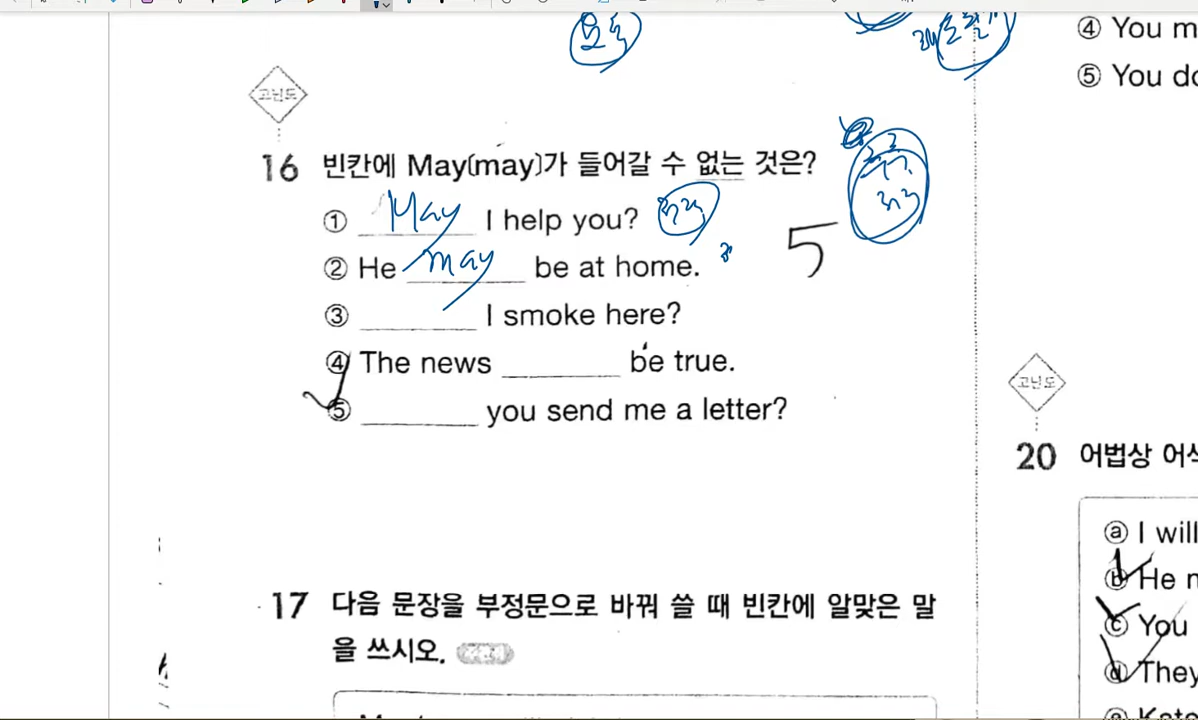 ④ You m
⑤ You do
고난도
16 빈칸에 May(may)가 들어갈 수 없는 것은?
① May I help you?
② He may be at home.
5
③ ________ I smoke here?
④ The news ________ be true.
⑤ ________ you send me a letter?
17 다음 문장을 부정문으로 바꿔 쓸 때 빈칸에 알맞은 말
을 쓰시오.
고난도
20 어법상 어색
ⓐ I will
ⓑ He n
ⓒ You
ⓓ They